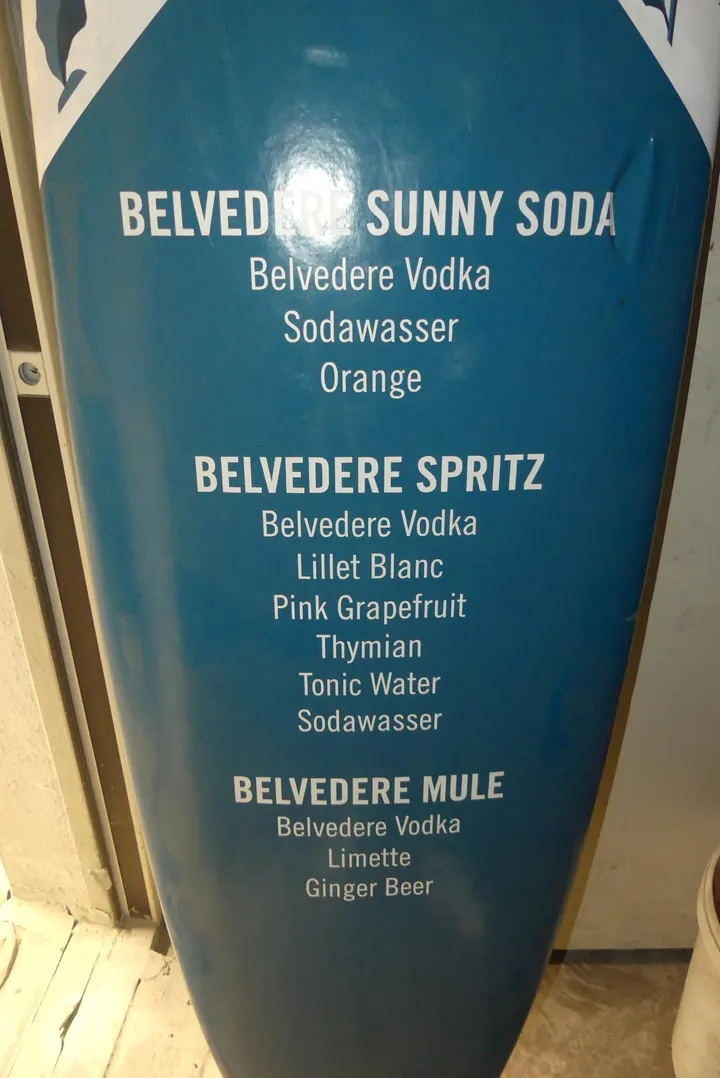 BELVEDERE SUNNY SODA
Belvedere Vodka
Sodawasser
Orange
BELVEDERE SPRITZ
Belvedere Vodka
Lillet Blanc
Pink Grapefruit
Thymian
Tonic Water
Sodawasser
BELVEDERE MULE
Belvedere Vodka
Limette
Ginger Beer